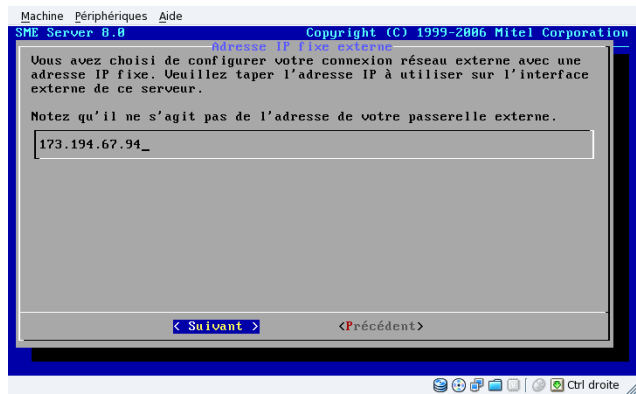 Machine Périphériques Aide
SME Server 8.0 Copyright (C) 1999-2006 Mitel Corporation
Adresse IP fixe externe
Vous avez choisi de configurer votre connexion réseau externe avec une
adresse IP fixe. Veuillez taper l'adresse IP à utiliser sur l'interface
externe de ce serveur.
Notez qu'il ne s'agit pas de l'adresse de votre passerelle externe.
173.194.67.94_
< Suivant > <Précédent>
Ctrl droite